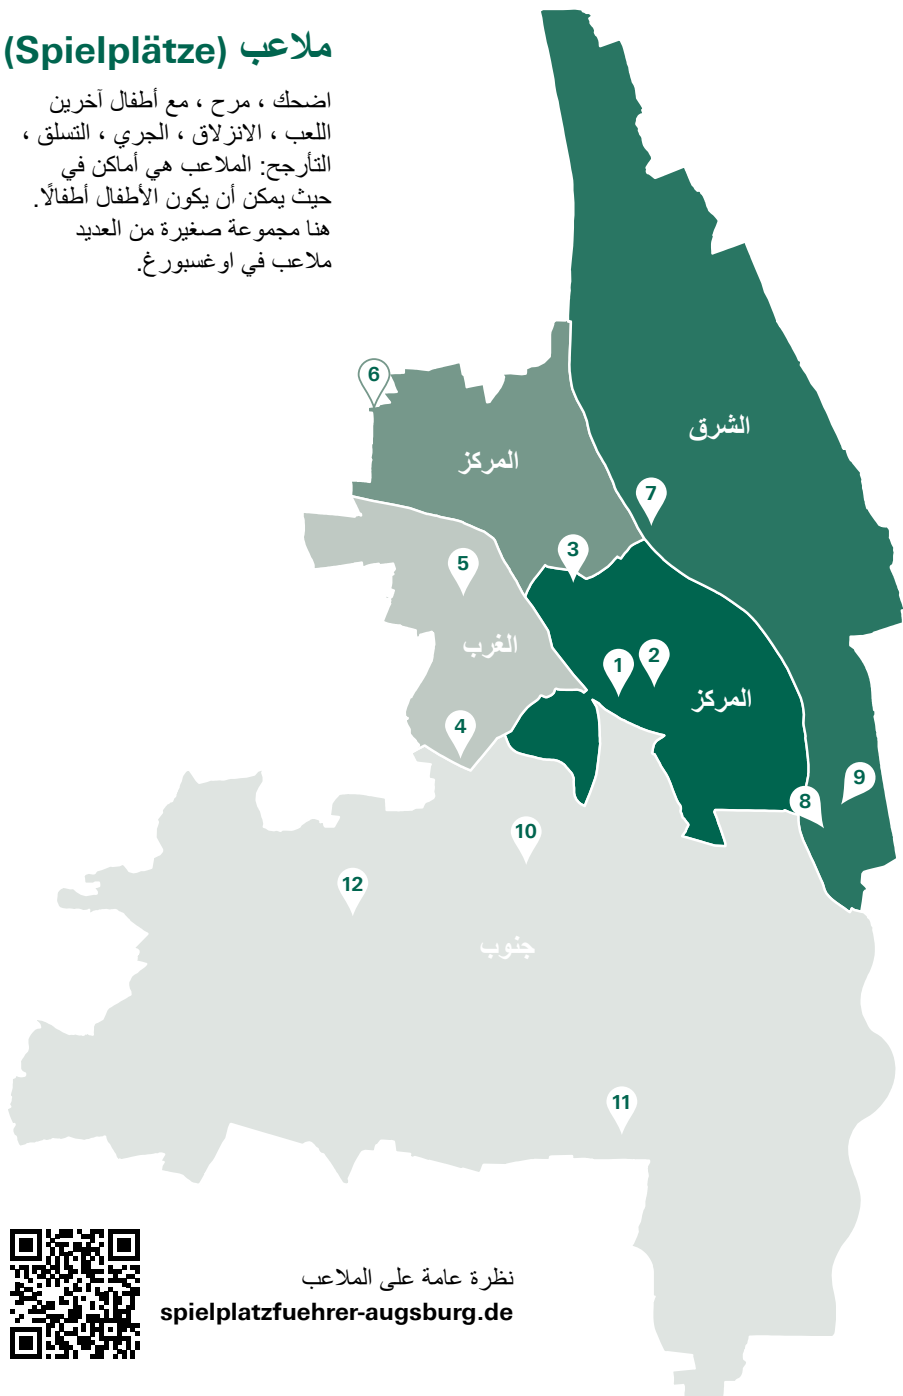 ملاعب (Spielplätze)
اضحك ، مرح ، مع أطفال آخرين
اللعب ، الانزلاق ، الجري ، التسلق ،
التأرجح: الملاعب هي أماكن في
حيث يمكن أن يكون الأطفال أطفالًا.
هنا مجموعة صغيرة من العديد
ملاعب في اوغسبورغ.
6
الشرق
المركز
7
3
5
الغرب
1
2
المركز
4
9
8
10
12
جنوب
11
نظرة عامة على الملاعب
spielplatzfuehrer-augsburg.de